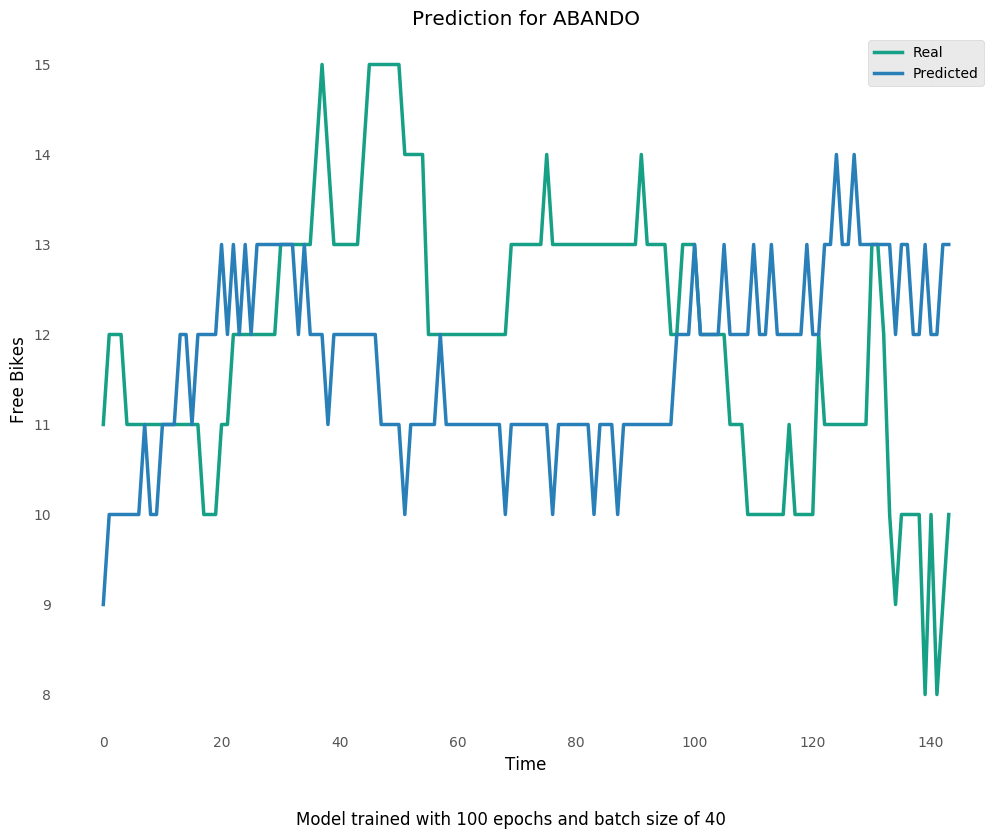 Prediction for ABANDO
Real
Predicted
15
14
13
12
11
10
9
8
Free Bikes
0 20 40 60 80 100 120 140
Time
Model trained with 100 epochs and batch size of 40